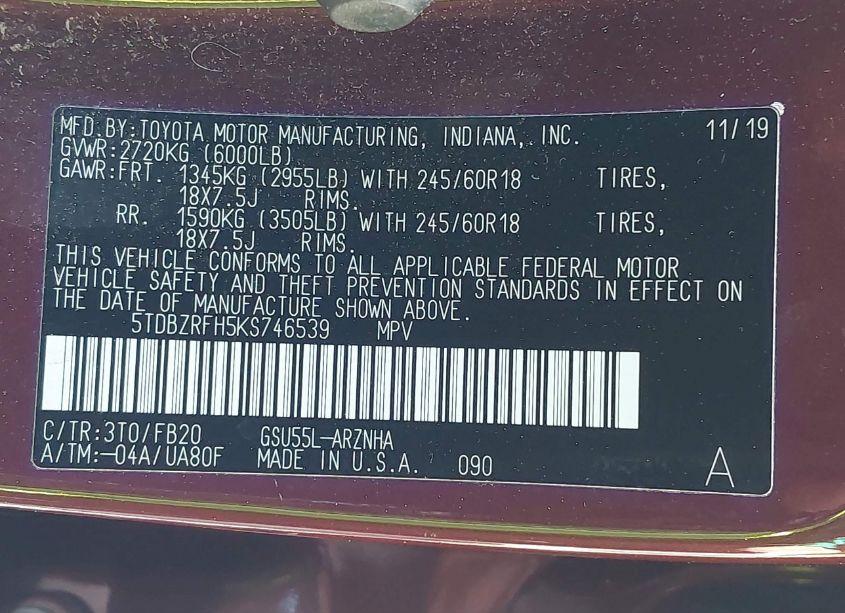 MFD.BY:TOYOTA MOTOR MANUFACTURING, INDIANA, INC. 11/19
GVWR:2720KG (6000LB)
GAWR:FRT. 1345KG (2955LB) WITH 245/60R18 TIRES,
18X7.5J RIMS.
RR. 1590KG (3505LB) WITH 245/60R18 TIRES,
18X7.5J RIMS.
THIS VEHICLE CONFORMS TO ALL APPLICABLE FEDERAL MOTOR
VEHICLE SAFETY AND THEFT PREVENTION STANDARDS IN EFFECT ON
THE DATE OF MANUFACTURE SHOWN ABOVE.
5TDBZRFH5KS746539 MPV
C/TR:3T0/FB20 GSU55L-ARZNHA
A/TM:-04A/UA80F MADE IN U.S.A. 090 A